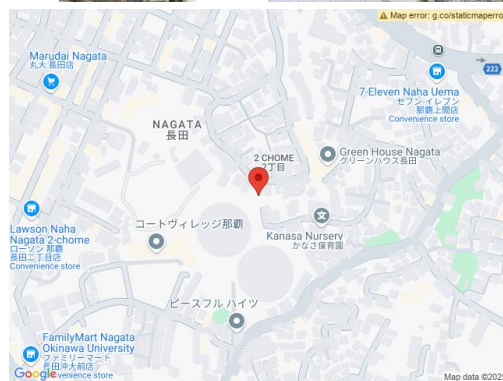 Map error: g.co/staticmaperro
Marudai Nagata
丸大 長田店
222
7-Eleven Naha Uema
セブン-イレブン
那覇上間店
Convenience store
NAGATA
長田
2 CHOME
2丁目
Green House Nagata
グリーンハウス長田
Kanasa Nursery
かなさ保育園
Lawson Naha
Nagata 2-chome
ローソン 那覇
長田二丁目店
Convenience store
コートヴィレッジ那覇
ピースフル ハイツ
FamilyMart Nagata
Okinawa University
ファミリーマート
長田沖大前店
Convenience store
Google
Map data ©202